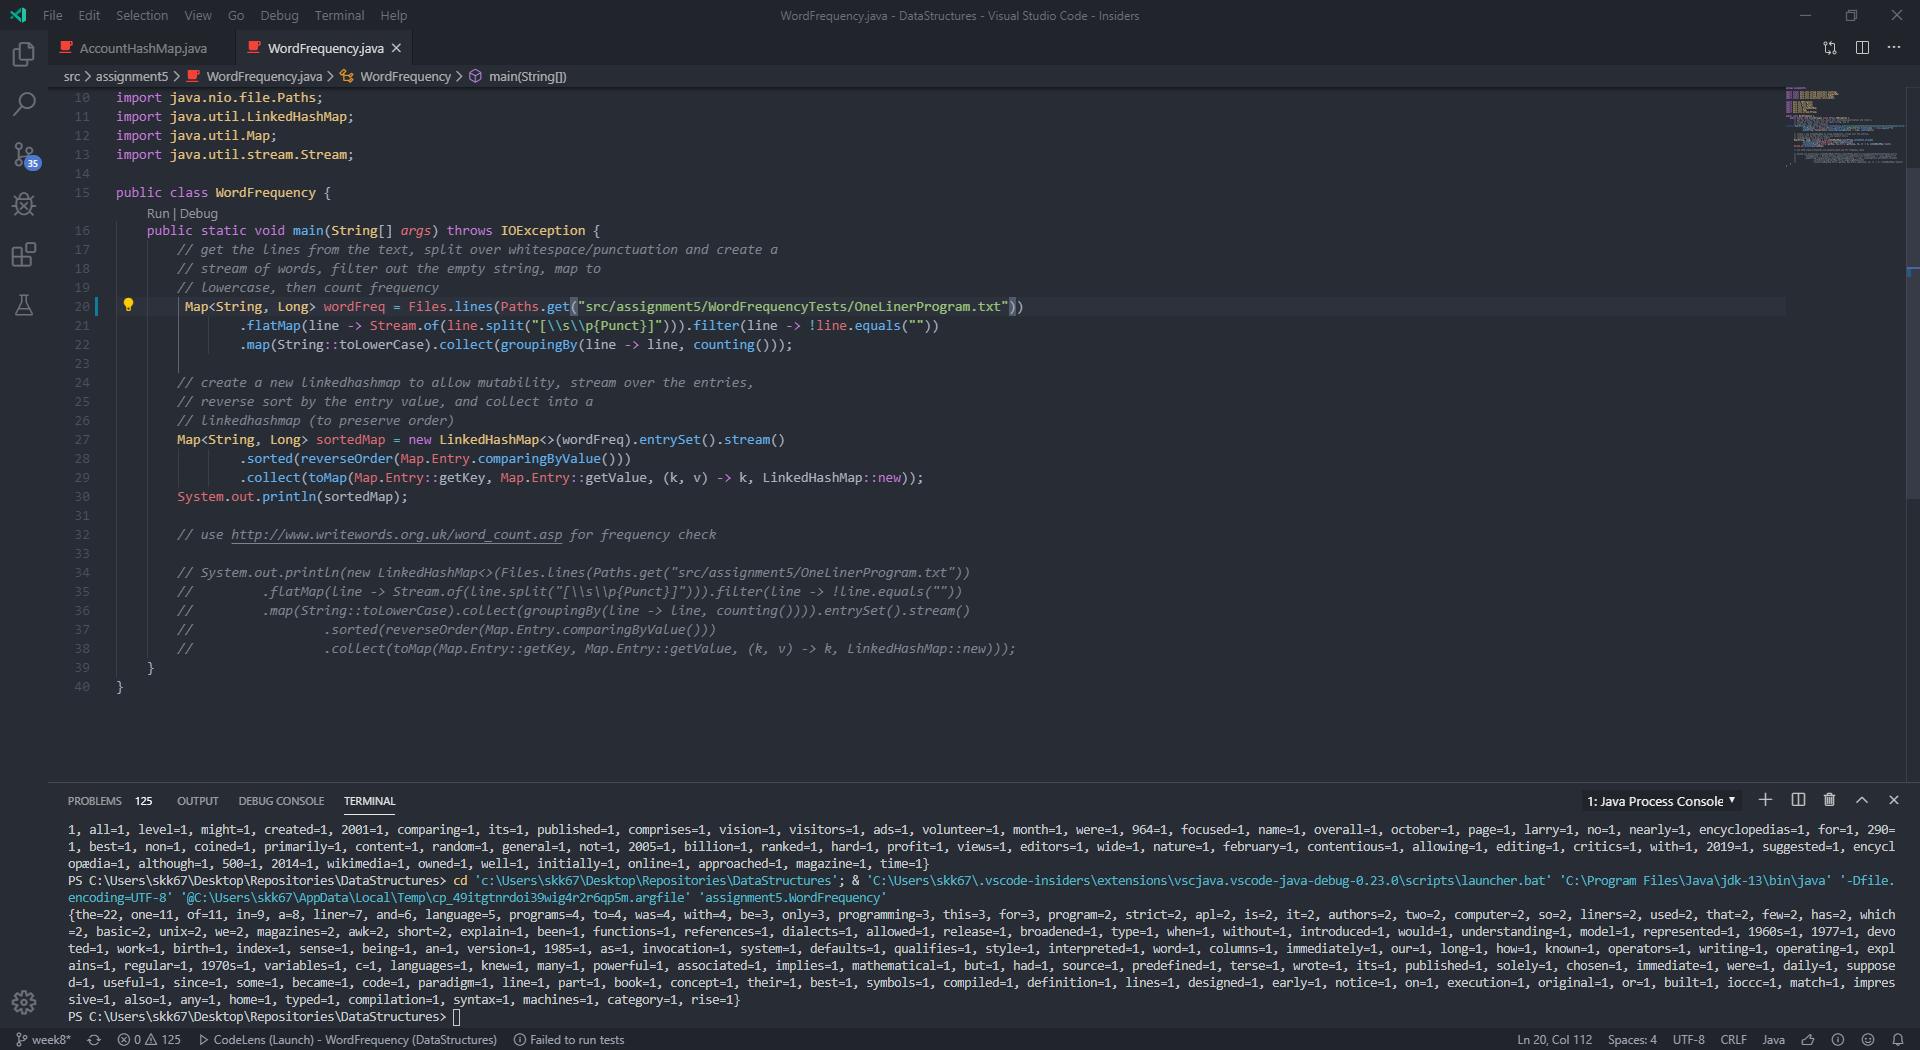 File Edit Selection View Go Debug Terminal Help
WordFrequency.java - DataStructures - Visual Studio Code - Insiders
AccountHashMap.java
WordFrequency.java
src > assignment5 > WordFrequency.java > WordFrequency > main(String[])
35
10 import java.nio.file.Paths;
11 import java.util.LinkedHashMap;
12 import java.util.Map;
13 import java.util.stream.Stream;
14
15 public class WordFrequency {
Run | Debug
16 public static void main(String[] args) throws IOException {
17 // get the lines from the text, split over whitespace/punctuation and create a
18 // stream of words, filter out the empty string, map to
19 // lowercase, then count frequency
20 Map<String, Long> wordFreq = Files.lines(Paths.get("src/assignment5/WordFrequencyTests/OneLinerProgram.txt"))
21 .flatMap(line -> Stream.of(line.split("[\\s\\p{Punct}]"))).filter(line -> !line.equals(""))
22 .map(String::toLowerCase).collect(groupingBy(line -> line, counting()));
23
24 // create a new linkedhashmap to allow mutability, stream over the entries,
25 // reverse sort by the entry value, and collect into a
26 // linkedhashmap (to preserve order)
27 Map<String, Long> sortedMap = new LinkedHashMap<>(wordFreq).entrySet().stream()
28 .sorted(reverseOrder(Map.Entry.comparingByValue()))
29 .collect(toMap(Map.Entry::getKey, Map.Entry::getValue, (k, v) -> k, LinkedHashMap::new));
30 System.out.println(sortedMap);
31
32 // use http://www.writewords.org.uk/word_count.asp for frequency check
33
34 // System.out.println(new LinkedHashMap<>(Files.lines(Paths.get("src/assignment5/OneLinerProgram.txt"))
35 // .flatMap(line -> Stream.of(line.split("[\\s\\p{Punct}]"))).filter(line -> !line.equals(""))
36 // .map(String::toLowerCase).collect(groupingBy(line -> line, counting()))).entrySet().stream()
37 // .sorted(reverseOrder(Map.Entry.comparingByValue()))
38 // .collect(toMap(Map.Entry::getKey, Map.Entry::getValue, (k, v) -> k, LinkedHashMap::new)));
39 }
40 }
PROBLEMS 125 OUTPUT DEBUG CONSOLE TERMINAL
1: Java Process Console
1, all=1, level=1, might=1, created=1, 2001=1, comparing=1, its=1, published=1, comprises=1, vision=1, visitors=1, ads=1, volunteer=1, month=1, were=1, 964=1, focused=1, name=1, overall=1, october=1, page=1, larry=1, no=1, nearly=1, encyclopedias=1, for=1, 290=
1, best=1, non=1, coined=1, primarily=1, content=1, random=1, general=1, not=1, 2005=1, billion=1, ranked=1, hard=1, profit=1, views=1, editors=1, wide=1, nature=1, february=1, contentious=1, allowing=1, editing=1, critics=1, with=1, 2019=1, suggested=1, encycl
opædia=1, although=1, 500=1, 2014=1, wikimedia=1, owned=1, well=1, initially=1, online=1, approached=1, magazine=1, time=1}
PS C:\Users\skk67\Desktop\Repositories\DataStructures> cd 'c:\Users\skk67\Desktop\Repositories\DataStructures'; & 'C:\Users\skk67\.vscode-insiders\extensions\vscjava.vscode-java-debug-0.23.0\scripts\launcher.bat' 'C:\Program Files\Java\jdk-13\bin\java' '-Dfile.
encoding=UTF-8' '@C:\Users\skk67\AppData\Local\Temp\cp_49itgtnrdoi39wig4r2r6qp5m.argfile' 'assignment5.WordFrequency'
{the=22, one=11, of=11, in=9, a=8, liner=7, and=6, language=5, programs=4, to=4, was=4, with=4, be=3, only=3, programming=3, this=3, for=3, program=2, strict=2, apl=2, is=2, it=2, authors=2, two=2, computer=2, so=2, liners=2, used=2, that=2, few=2, has=2, which
=2, basic=2, unix=2, we=2, magazines=2, awk=2, short=2, explain=1, been=1, functions=1, references=1, dialects=1, allowed=1, release=1, broadened=1, type=1, when=1, without=1, introduced=1, would=1, understanding=1, model=1, represented=1, 1960s=1, 1977=1, devo
ted=1, work=1, birth=1, index=1, sense=1, being=1, an=1, version=1, 1985=1, as=1, invocation=1, system=1, defaults=1, qualifies=1, style=1, interpreted=1, word=1, columns=1, immediately=1, our=1, long=1, how=1, known=1, operators=1, writing=1, operating=1, expl
ains=1, regular=1, 1970s=1, variables=1, c=1, languages=1, knew=1, many=1, powerful=1, associated=1, implies=1, mathematical=1, but=1, had=1, source=1, predefined=1, terse=1, wrote=1, its=1, published=1, solely=1, chosen=1, immediate=1, were=1, daily=1, suppose
d=1, useful=1, since=1, some=1, became=1, code=1, paradigm=1, line=1, part=1, book=1, concept=1, their=1, best=1, symbols=1, compiled=1, definition=1, lines=1, designed=1, early=1, notice=1, on=1, execution=1, original=1, or=1, built=1, ioccc=1, match=1, impres
sive=1, also=1, any=1, home=1, typed=1, compilation=1, syntax=1, machines=1, category=1, rise=1}
PS C:\Users\skk67\Desktop\Repositories\DataStructures>
week8* 0 125 CodeLens (Launch) - WordFrequency (DataStructures) Failed to run tests Ln 20, Col 112 Spaces: 4 UTF-8 CRLF Java